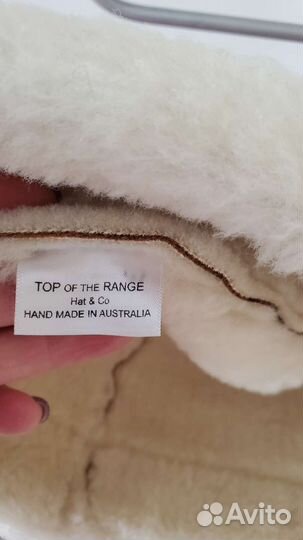 TOP OF THE RANGE
Hat & Co
HAND MADE IN AUSTRALIA
Avito